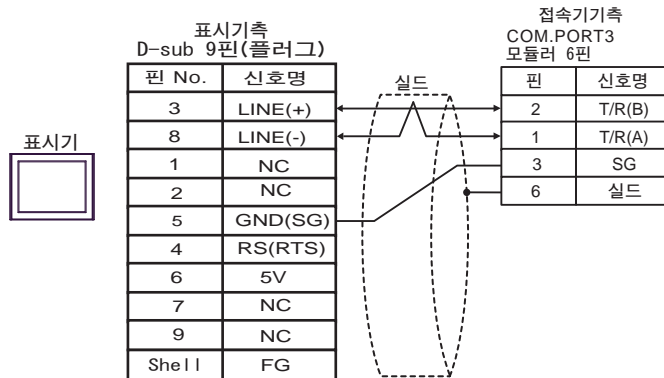 표시기측
D-sub 9핀(플러그)
핀 No. 신호명
3 LINE(+)
8 LINE(-)
1 NC
2 NC
5 GND(SG)
4 RS(RTS)
6 5V
7 NC
9 NC
Shell FG
표시기
실드
접속기기측
COM.PORT3
모듈러 6핀
핀 신호명
2 T/R(B)
1 T/R(A)
3 SG
6 실드